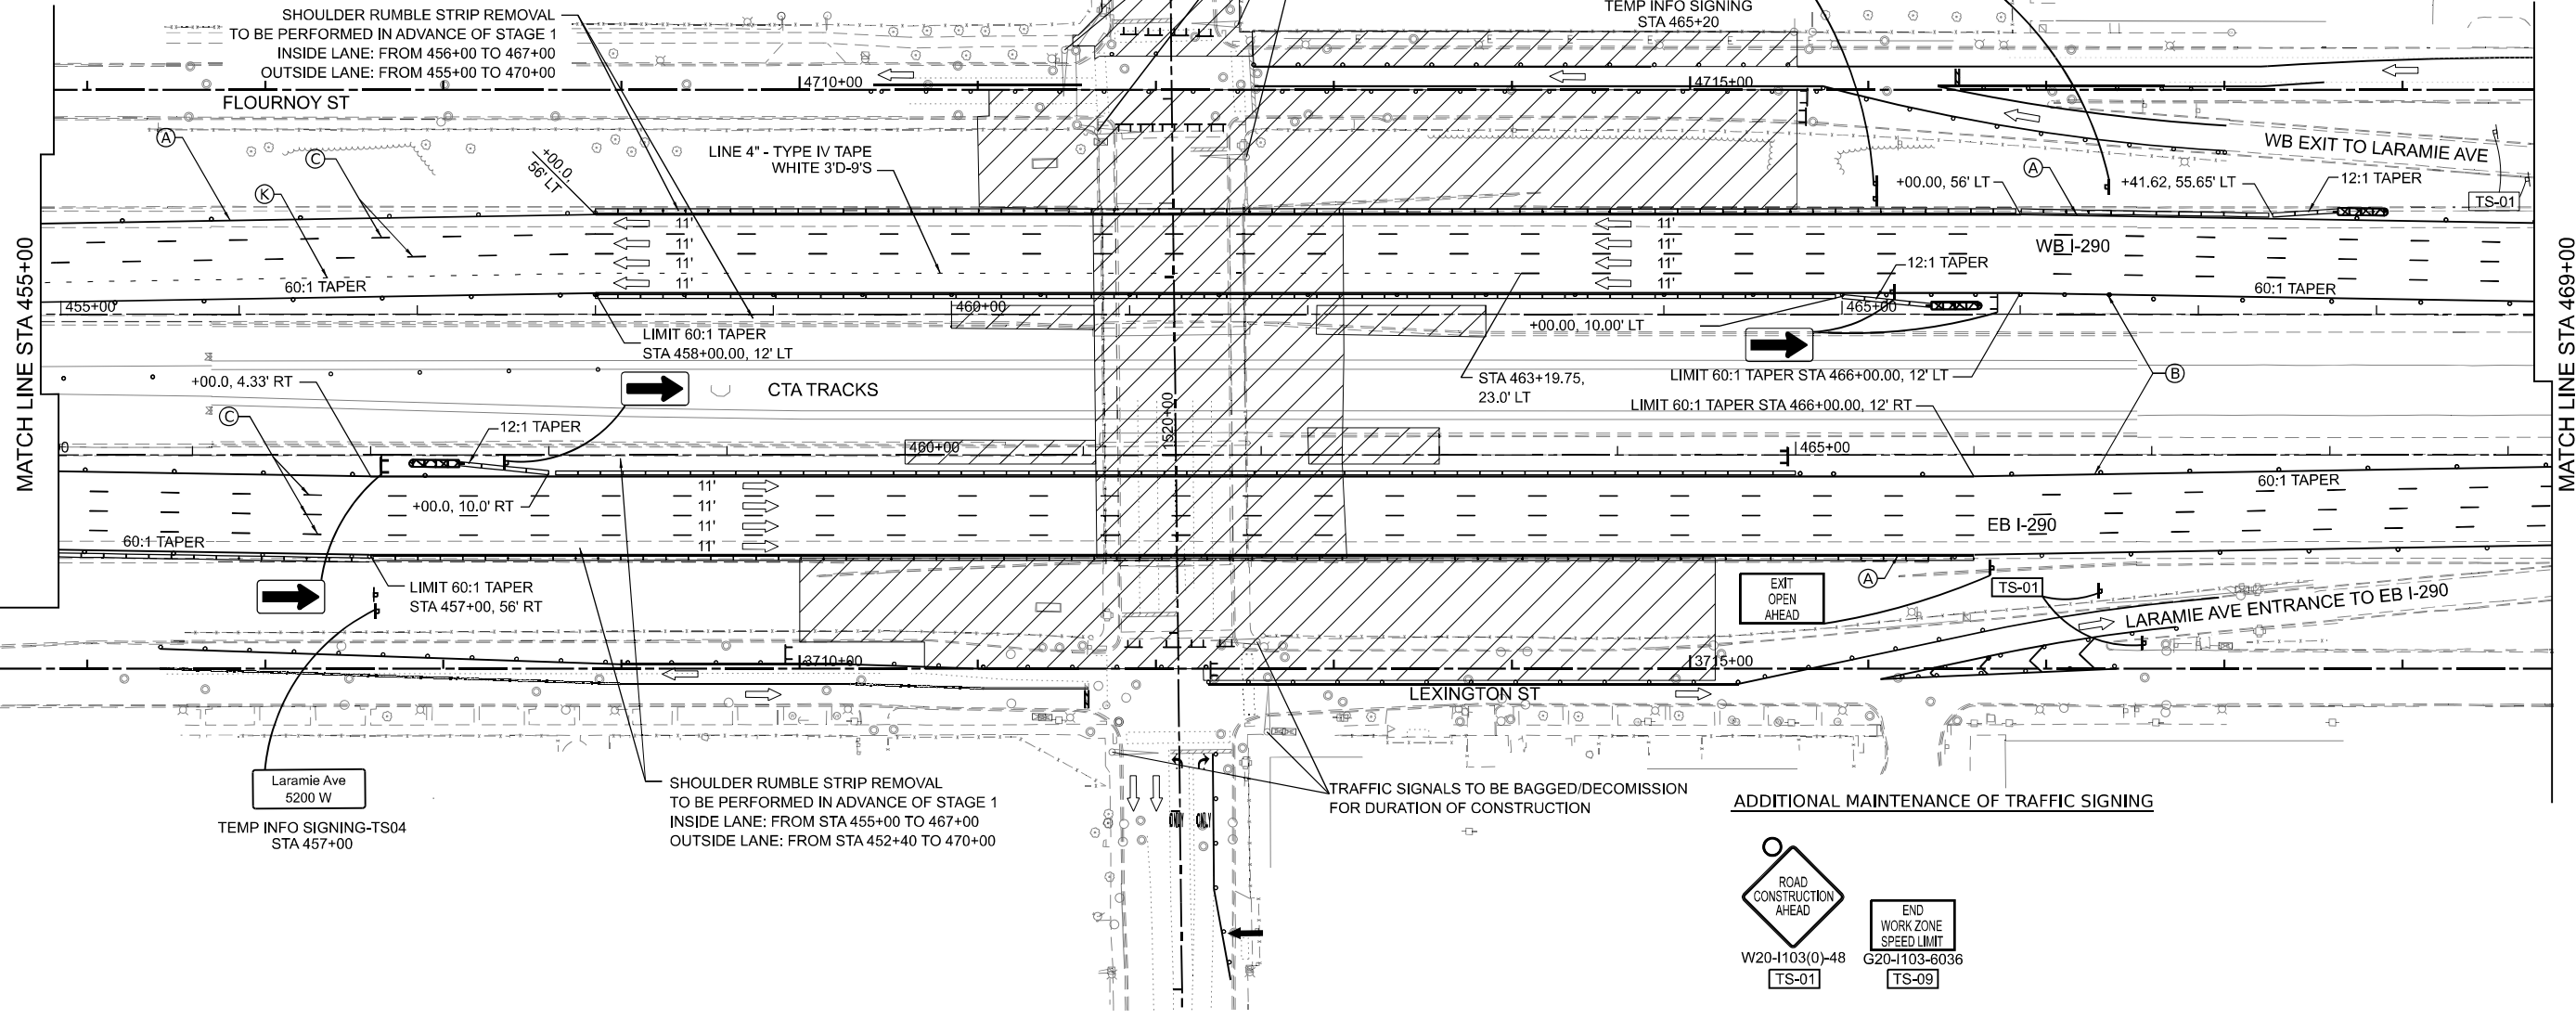 SHOULDER RUMBLE STRIP REMOVAL
TO BE PERFORMED IN ADVANCE OF STAGE 1
INSIDE LANE: FROM 456+00 TO 467+00
OUTSIDE LANE: FROM 455+00 TO 470+00
TEMP INFO SIGNING
STA 465+20
4710+00
4715+00
FLOURNOY ST
A
C
K
+00.0,
56' LT
LINE 4" - TYPE IV TAPE
WHITE 3'D-9'S
WB EXIT TO LARAMIE AVE
+00.00, 56' LT
A
+41.62, 55.65' LT
12:1 TAPER
TS-01
11'
11'
11'
11'
11'
11'
11'
11'
WB I-290
12:1 TAPER
60:1 TAPER
60:1 TAPER
MATCH LINE STA 455+00
MATCH LINE STA 469+00
455+00
460+00
465+00
LIMIT 60:1 TAPER
STA 458+00.00, 12' LT
+00.00, 10.00' LT
+00.0, 4.33' RT
CTA TRACKS
STA 463+19.75,
23.0' LT
LIMIT 60:1 TAPER STA 466+00.00, 12' LT
B
LIMIT 60:1 TAPER STA 466+00.00, 12' RT
C
12:1 TAPER
520+00
460+00
465+00
+00.0, 10.0' RT
11'
11'
11'
11'
60:1 TAPER
EB I-290
60:1 TAPER
LIMIT 60:1 TAPER
STA 457+00, 56' RT
EXIT
OPEN
AHEAD
A
TS-01
LARAMIE AVE ENTRANCE TO EB I-290
3710+00
3715+00
LEXINGTON ST
Laramie Ave
5200 W
TEMP INFO SIGNING-TS04
STA 457+00
SHOULDER RUMBLE STRIP REMOVAL
TO BE PERFORMED IN ADVANCE OF STAGE 1
INSIDE LANE: FROM STA 455+00 TO 467+00
OUTSIDE LANE: FROM STA 452+40 TO 470+00
TRAFFIC SIGNALS TO BE BAGGED/DECOMISSION
FOR DURATION OF CONSTRUCTION
ONLY
ONLY
ADDITIONAL MAINTENANCE OF TRAFFIC SIGNING
ROAD
CONSTRUCTION
AHEAD
W20-I103(0)-48
TS-01
END
WORK ZONE
SPEED LIMIT
G20-I103-6036
TS-09